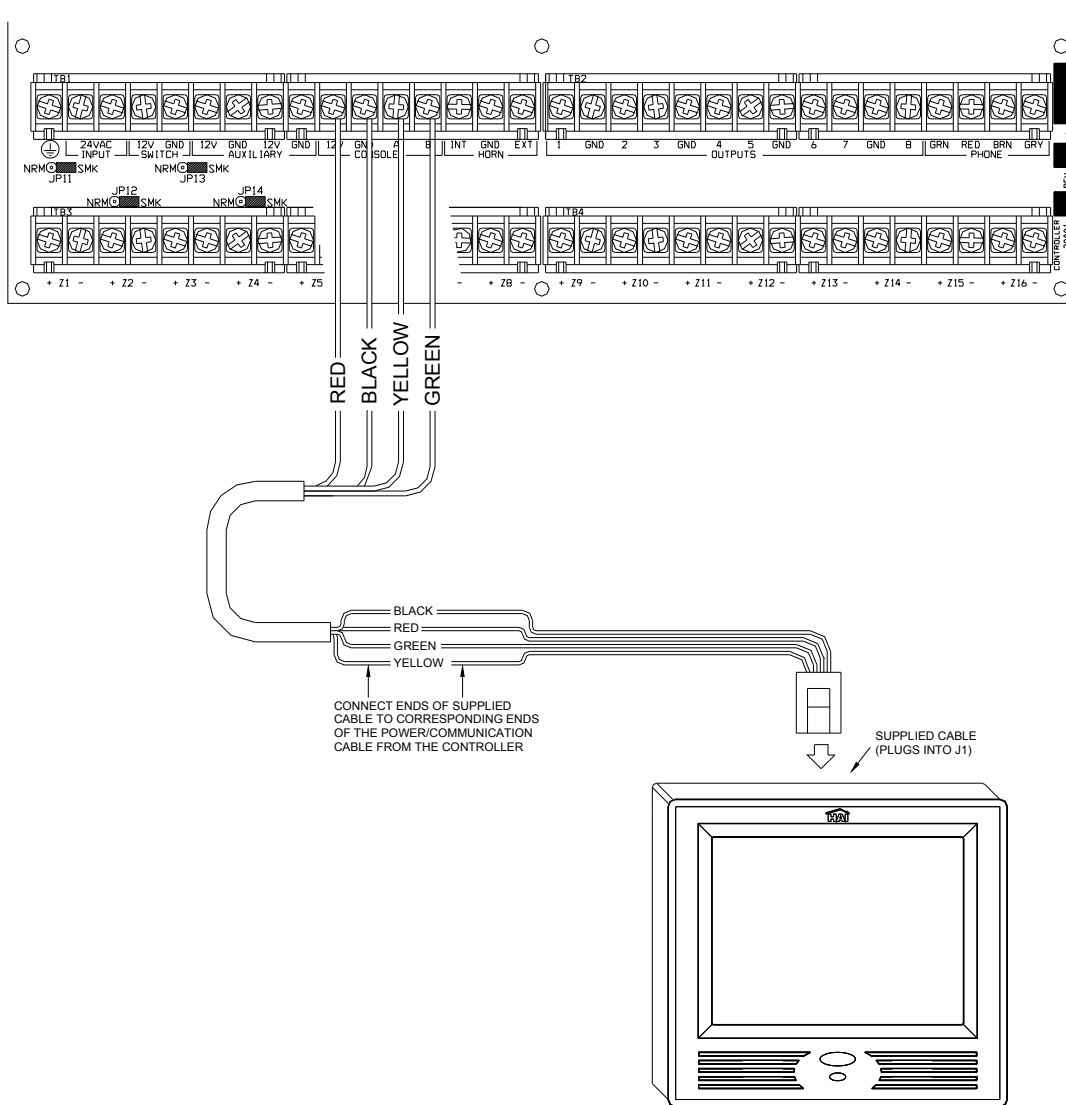 TB1 TB2
24VAC 12V GND 12V GND 12V GND 12V GND A B INT GND EXT 1 GND 2 3 GND 4 5 GND 6 7 GND 8 GRN RED BRN GRY
INPUT SWITCH AUXILIARY CONSOLE HORN OUTPUTS PHONE
NRM SMK NRM SMK
JP11 JP13
JP12 JP14
NRM SMK NRM SMK
TB3 TB4
+ Z1 - + Z2 - + Z3 - + Z4 - + Z5 - + Z8 - + Z9 - + Z10 - + Z11 - + Z12 - + Z13 - + Z14 - + Z15 - + Z16 -
CONTROLLER
RED
BLACK
YELLOW
GREEN
BLACK
RED
GREEN
YELLOW
CONNECT ENDS OF SUPPLIED
CABLE TO CORRESPONDING ENDS
OF THE POWER/COMMUNICATION
CABLE FROM THE CONTROLLER
SUPPLIED CABLE
(PLUGS INTO J1)
HAI